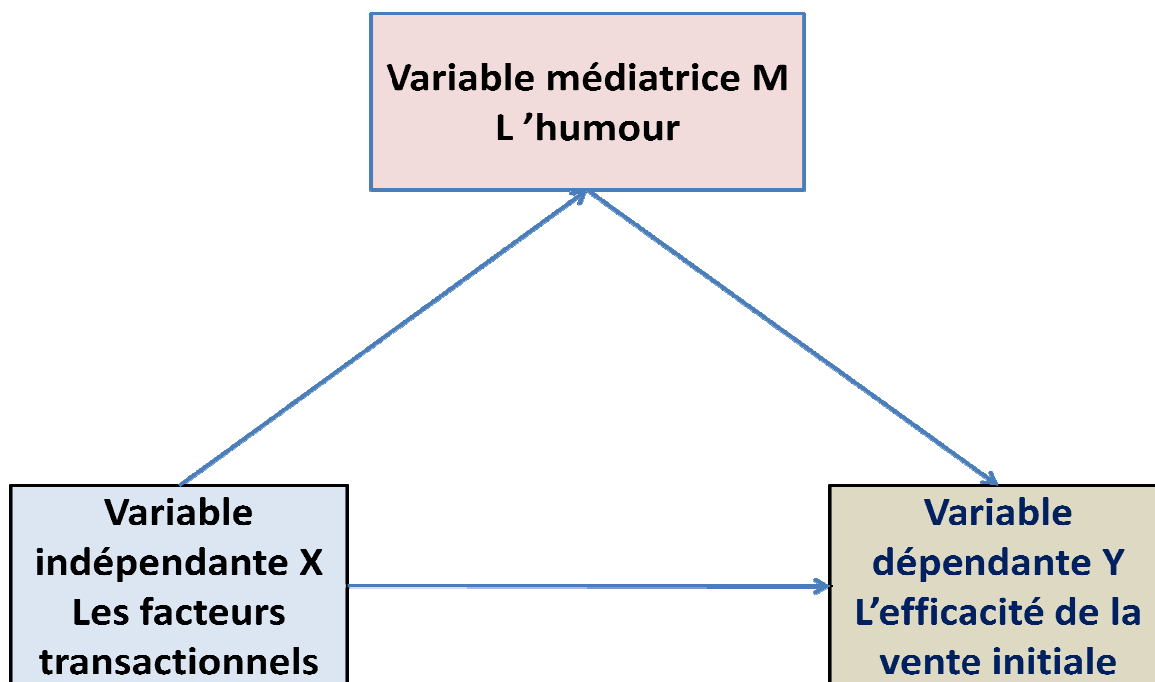 Variable médiatrice M
L ’humour
Variable
indépendante X
Les facteurs
transactionnels
Variable
dépendante Y
L’efficacité de la
vente initiale